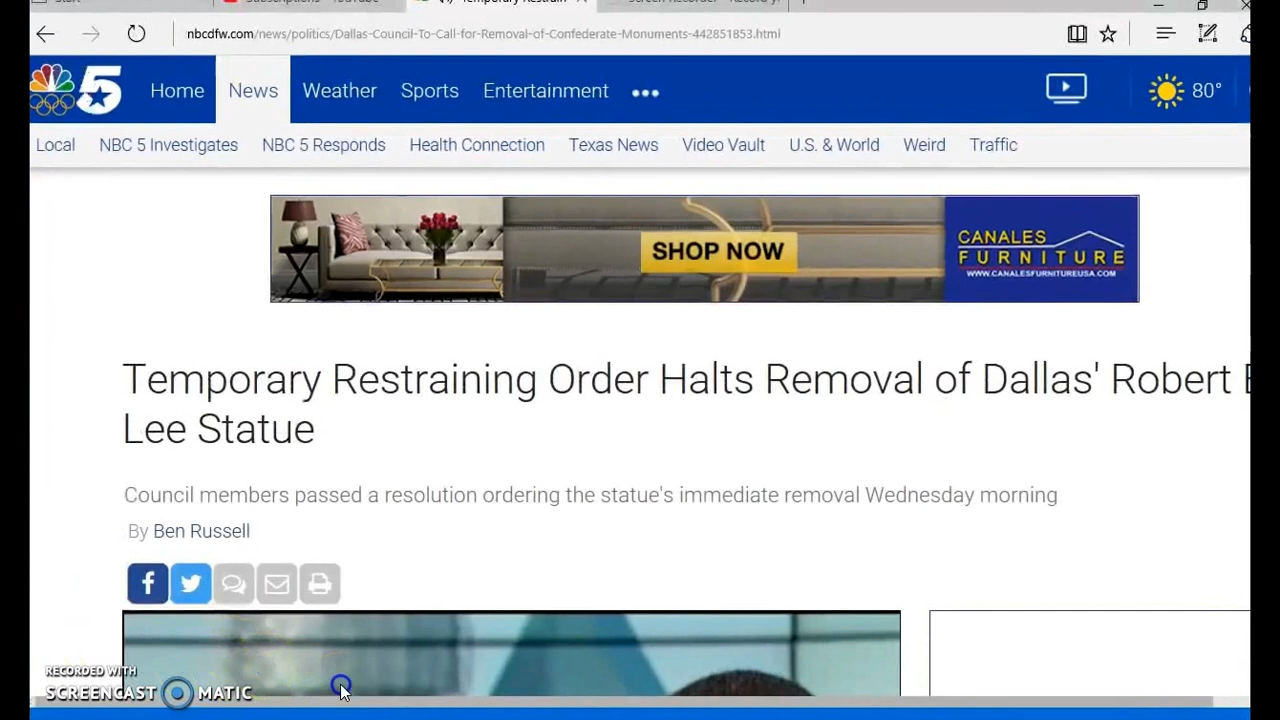 nbcdfw.com/news/politics/Dallas-Council-To-Call-for-Removal-of-Confederate-Monuments-442851853.html
5 Home News Weather Sports Entertainment ••• 80°
Local NBC 5 Investigates NBC 5 Responds Health Connection Texas News Video Vault U.S. & World Weird Traffic
SHOP NOW
CANALES
FURNITURE
WWW.CANALESFURNITUREUSA.COM
Temporary Restraining Order Halts Removal of Dallas' Robert E
Lee Statue
Council members passed a resolution ordering the statue's immediate removal Wednesday morning
By Ben Russell
RECORDED WITH
SCREENCAST MATIC